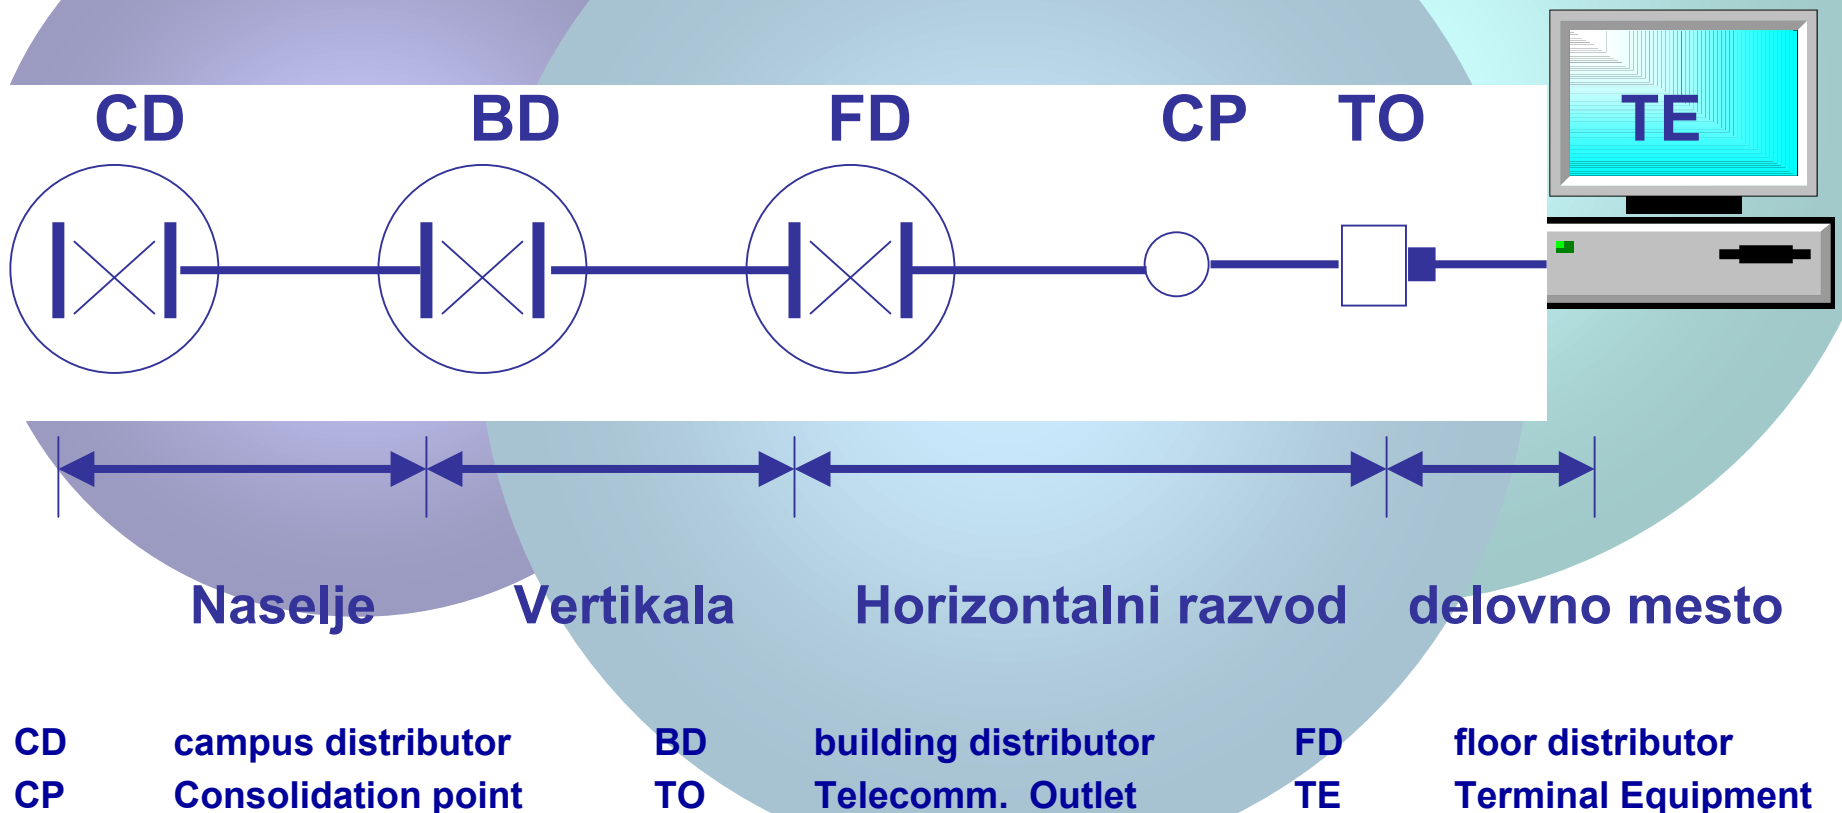 CD BD FD CP TO TE
Naselje Vertikala Horizontalni razvod delovno mesto
CD campus distributor BD building distributor FD floor distributor
CP Consolidation point TO Telecomm. Outlet TE Terminal Equipment